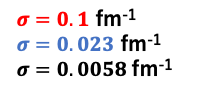 σ = 0.1 fm⁻¹
σ = 0.023 fm⁻¹
σ = 0.0058 fm⁻¹